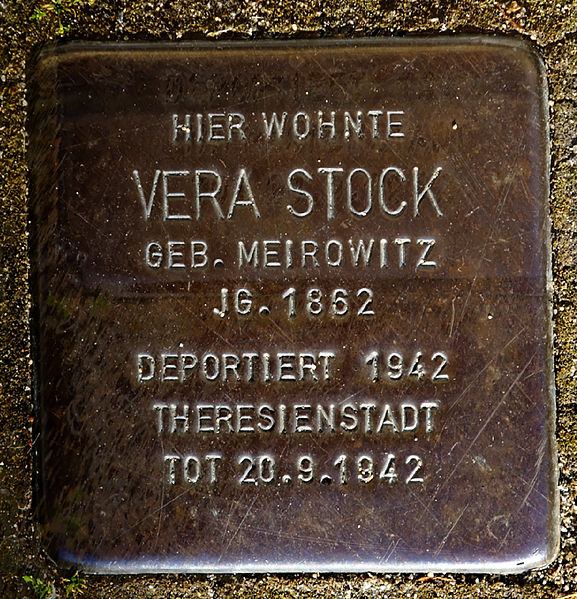 HIER WOHNTE
VERA STOCK
GEB. MEIROWITZ
JG. 1862
DEPORTIERT 1942
THERESIENSTADT
TOT 20.9.1942